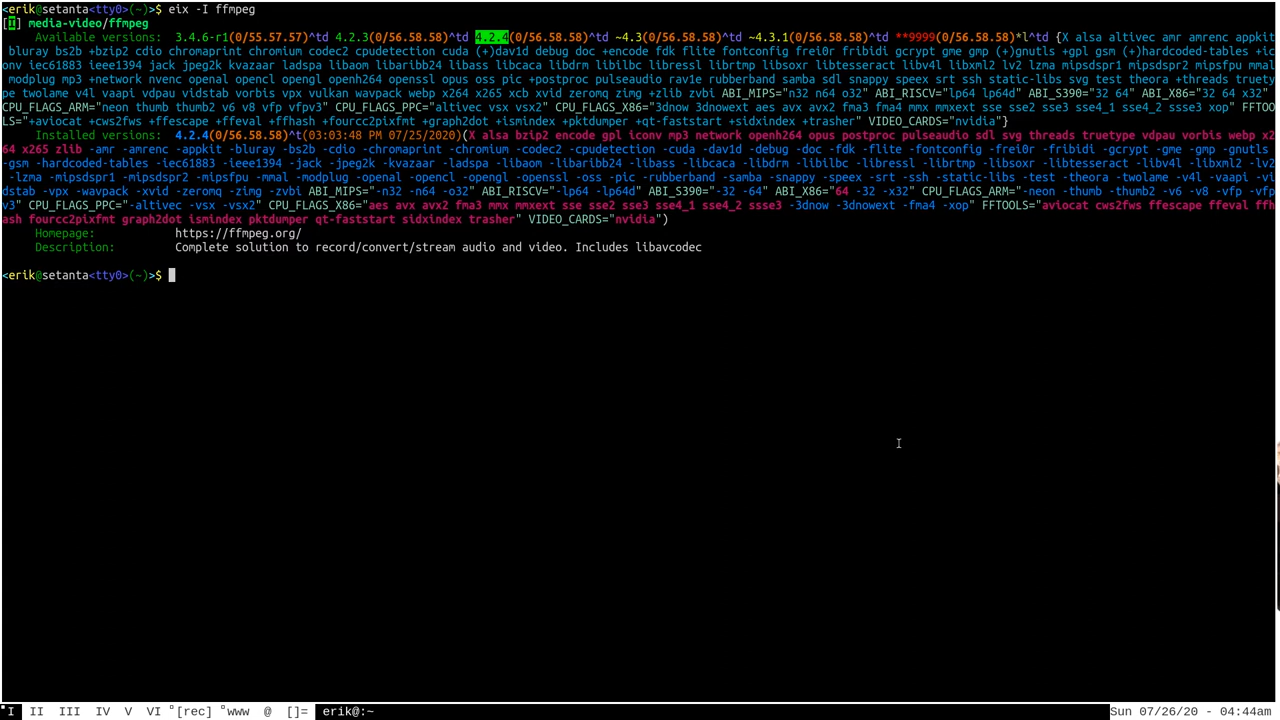 <erik@setanta<tty0>(~)>$ eix -I ffmpeg
[I] media-video/ffmpeg
Available versions:  3.4.6-r1(0/55.57.57)^td 4.2.3(0/56.58.58)^td 4.2.4(0/56.58.58)^td ~4.3(0/56.58.58)^td ~4.3.1(0/56.58.58)^td **9999(0/56.58.58)*l^td {X alsa altivec amr amrenc appkit
bluray bs2b +bzip2 cdio chromaprint chromium codec2 cpudetection cuda (+)dav1d debug doc +encode fdk flite fontconfig frei0r fribidi gcrypt gme gmp (+)gnutls +gpl gsm (+)hardcoded-tables +ic
onv iec61883 ieee1394 jack jpeg2k kvazaar ladspa libaom libaribb24 libass libcaca libdrm libilbc libressl librtmp libsoxr libtesseract libv4l libxml2 lv2 lzma mipsdspr1 mipsdspr2 mipsfpu mmal
modplug mp3 +network nvenc openal opencl opengl openh264 openssl opus oss pic +postproc pulseaudio rav1e rubberband samba sdl snappy speex srt ssh static-libs svg test theora +threads truety
pe twolame v4l vaapi vdpau vidstab vorbis vpx vulkan wavpack webp x264 x265 xcb xvid zeromq zimg +zlib zvbi ABI_MIPS="n32 n64 o32" ABI_RISCV="lp64 lp64d" ABI_S390="32 64" ABI_X86="32 64 x32"
CPU_FLAGS_ARM="neon thumb thumb2 v6 v8 vfp vfpv3" CPU_FLAGS_PPC="altivec vsx vsx2" CPU_FLAGS_X86="3dnow 3dnowext aes avx avx2 fma3 fma4 mmx mmxext sse sse2 sse3 sse4_1 sse4_2 ssse3 xop" FFTOO
LS="+aviocat +cws2fws +ffescape +ffeval +ffhash +fourcc2pixfmt +graph2dot +ismindex +pktdumper +qt-faststart +sidxindex +trasher" VIDEO_CARDS="nvidia"}
Installed versions:  4.2.4(0/56.58.58)^t(03:03:48 PM 07/25/2020)(X alsa bzip2 encode gpl iconv mp3 network openh264 opus postproc pulseaudio sdl svg threads truetype vdpau vorbis webp x2
64 x265 zlib -amr -amrenc -appkit -bluray -bs2b -cdio -chromaprint -chromium -codec2 -cpudetection -cuda -dav1d -debug -doc -fdk -flite -fontconfig -frei0r -fribidi -gcrypt -gme -gmp -gnutls
-gsm -hardcoded-tables -iec61883 -ieee1394 -jack -jpeg2k -kvazaar -ladspa -libaom -libaribb24 -libass -libcaca -libdrm -libilbc -libressl -librtmp -libsoxr -libtesseract -libv4l -libxml2 -lv2
-lzma -mipsdspr1 -mipsdspr2 -mipsfpu -mmal -modplug -openal -opencl -opengl -openssl -oss -pic -rubberband -samba -snappy -speex -srt -ssh -static-libs -test -theora -twolame -v4l -vaapi -vi
dstab -vpx -wavpack -xvid -zeromq -zimg -zvbi ABI_MIPS="-n32 -n64 -o32" ABI_RISCV="-lp64 -lp64d" ABI_S390="-32 -64" ABI_X86="64 -32 -x32" CPU_FLAGS_ARM="-neon -thumb -thumb2 -v6 -v8 -vfp -vfp
v3" CPU_FLAGS_PPC="-altivec -vsx -vsx2" CPU_FLAGS_X86="aes avx avx2 fma3 mmx mmxext sse sse2 sse3 sse4_1 sse4_2 ssse3 -3dnow -3dnowext -fma4 -xop" FFTOOLS="aviocat cws2fws ffescape ffeval ffh
ash fourcc2pixfmt graph2dot ismindex pktdumper qt-faststart sidxindex trasher" VIDEO_CARDS="nvidia")
Homepage:            https://ffmpeg.org/
Description:         Complete solution to record/convert/stream audio and video. Includes libavcodec
<erik@setanta<tty0>(~)>$
I II III IV V VI [rec] www @ []= erik@:~ Sun 07/26/20 - 04:44am